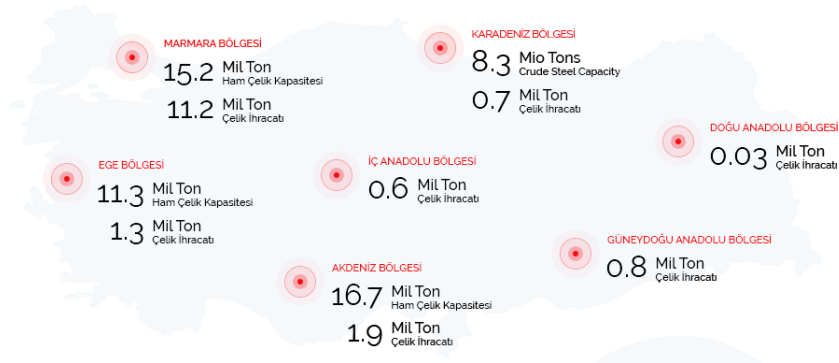 MARMARA BÖLGESİ
15.2 Mil Ton
Ham Çelik Kapasitesi
11.2 Mil Ton
Çelik İhracatı
KARADENİZ BÖLGESİ
8.3 Mio Tons
Crude Steel Capacity
0.7 Mil Ton
Çelik İhracatı
DOĞU ANADOLU BÖLGESİ
0.03 Mil Ton
Çelik İhracatı
EGE BÖLGESİ
11.3 Mil Ton
Ham Çelik Kapasitesi
1.3 Mil Ton
Çelik İhracatı
İÇ ANADOLU BÖLGESİ
0.6 Mil Ton
Çelik İhracatı
GÜNEYDOĞU ANADOLU BÖLGESİ
0.8 Mil Ton
Çelik İhracatı
AKDENİZ BÖLGESİ
16.7 Mil Ton
Ham Çelik Kapasitesi
1.9 Mil Ton
Çelik İhracatı